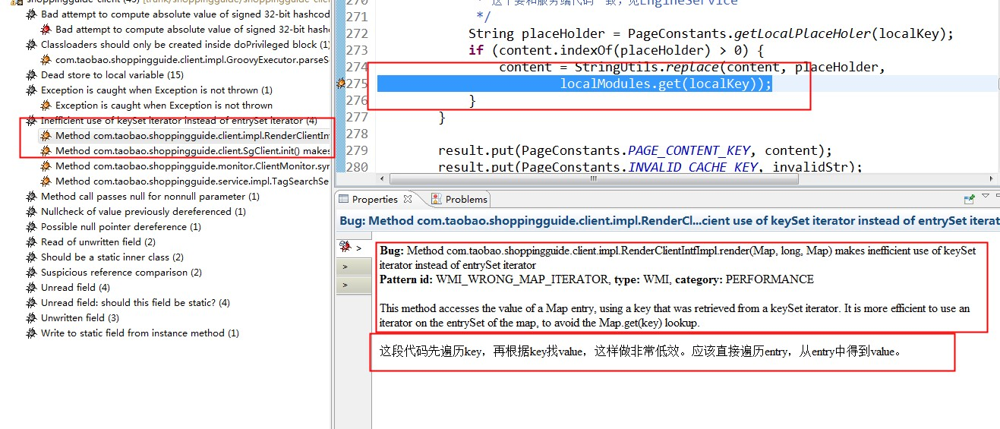 Bad attempt to compute absolute value of signed 32-bit hashcod
Bad attempt to compute absolute value of signed 32-bit hash
Classloaders should only be created inside doPrivileged block (1)
com.taobao.shoppingguide.client.impl.GroovyExecutor.parseS
Dead store to local variable (15)
Exception is caught when Exception is not thrown (1)
Exception is caught when Exception is not thrown
Inefficient use of keySet iterator instead of entrySet iterator (4)
Method com.taobao.shoppingguide.client.impl.RenderClientInt
Method com.taobao.shoppingguide.client.SgClient.init() makes
Method com.taobao.shoppingguide.monitor.ClientMonitor.syn
Method com.taobao.shoppingguide.service.impl.TagSearchSe
Method call passes null for nonnull parameter (1)
Nullcheck of value previously dereferenced (1)
Possible null pointer dereference (1)
Read of unwritten field (2)
Should be a static inner class (2)
Suspicious reference comparison (2)
Unread field (4)
Unread field: should this field be static? (4)
Unwritten field (3)
Write to static field from instance method (1)
270 * 这个要和服务端代码一致，见EngineService
271 */
272 String placeHolder = PageConstants.getLocalPlaceHoler(localKey);
273 if (content.indexOf(placeHolder) > 0) {
274 content = StringUtils.replace(content, placeHolder,
275 localModules.get(localKey));
276 }
277 }
278
279 result.put(PageConstants.PAGE_CONTENT_KEY, content);
280 result.put(PageConstants.INVALID_CACHE_KEY, invalidStr);
Properties Problems
Bug: Method com.taobao.shoppingguide.client.impl.RenderCl...cient use of keySet iterator instead of entrySet iterat
Bug: Method com.taobao.shoppingguide.client.impl.RenderClientIntfImpl.render(Map, long, Map) makes inefficient use of keySet
iterator instead of entrySet iterator
Pattern id: WMI_WRONG_MAP_ITERATOR, type: WMI, category: PERFORMANCE
This method accesses the value of a Map entry, using a key that was retrieved from a keySet iterator. It is more efficient to use an
iterator on the entrySet of the map, to avoid the Map.get(key) lookup.
这段代码先遍历key，再根据key找value，这样做非常低效。应该直接遍历entry，从entry中得到value。